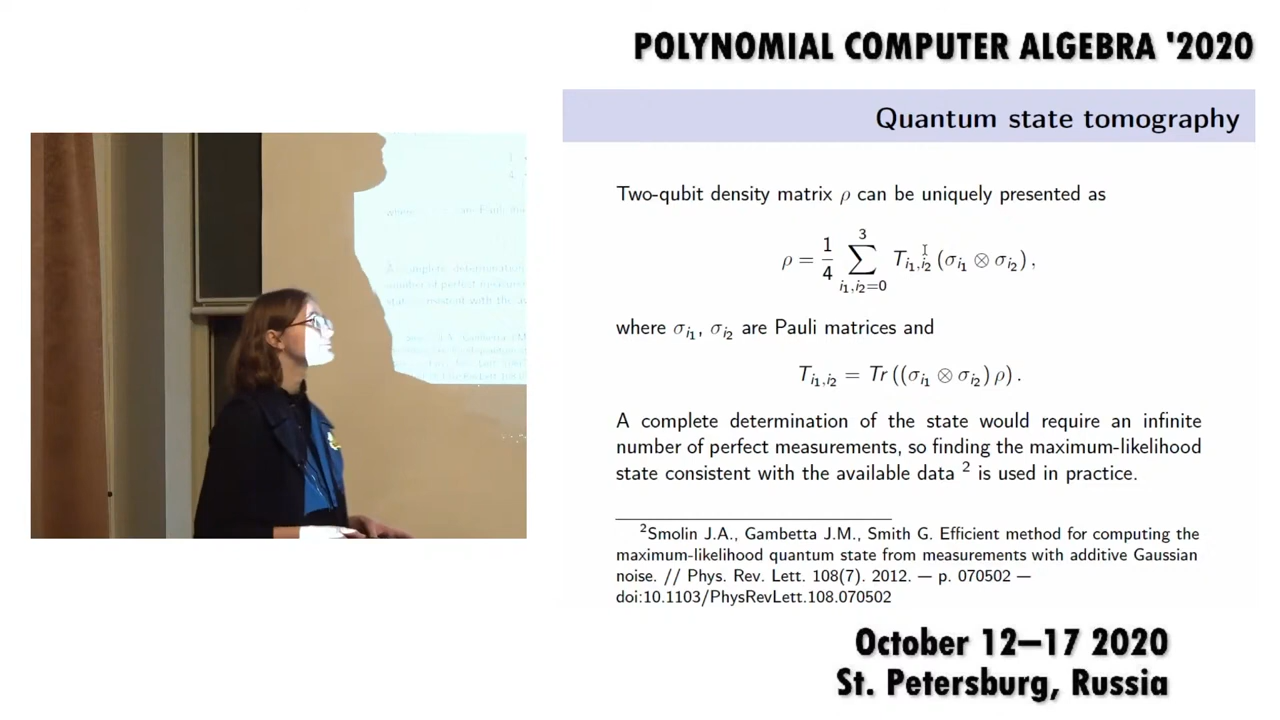 POLYNOMIAL COMPUTER ALGEBRA '2020
Quantum state tomography
Two-qubit density matrix ρ can be uniquely presented as
ρ = 1/4 ∑_{i₁,i₂=0}^{3} T_{i₁,i₂} (σ_{i₁} ⊗ σ_{i₂}) ,
where σ_{i₁}, σ_{i₂} are Pauli matrices and
T_{i₁,i₂} = Tr ((σ_{i₁} ⊗ σ_{i₂}) ρ) .
A complete determination of the state would require an infinite
number of perfect measurements, so finding the maximum-likelihood
state consistent with the available data ² is used in practice.
²Smolin J.A., Gambetta J.M., Smith G. Efficient method for computing the
maximum-likelihood quantum state from measurements with additive Gaussian
noise. // Phys. Rev. Lett. 108(7). 2012. — p. 070502 —
doi:10.1103/PhysRevLett.108.070502
October 12–17 2020
St. Petersburg, Russia